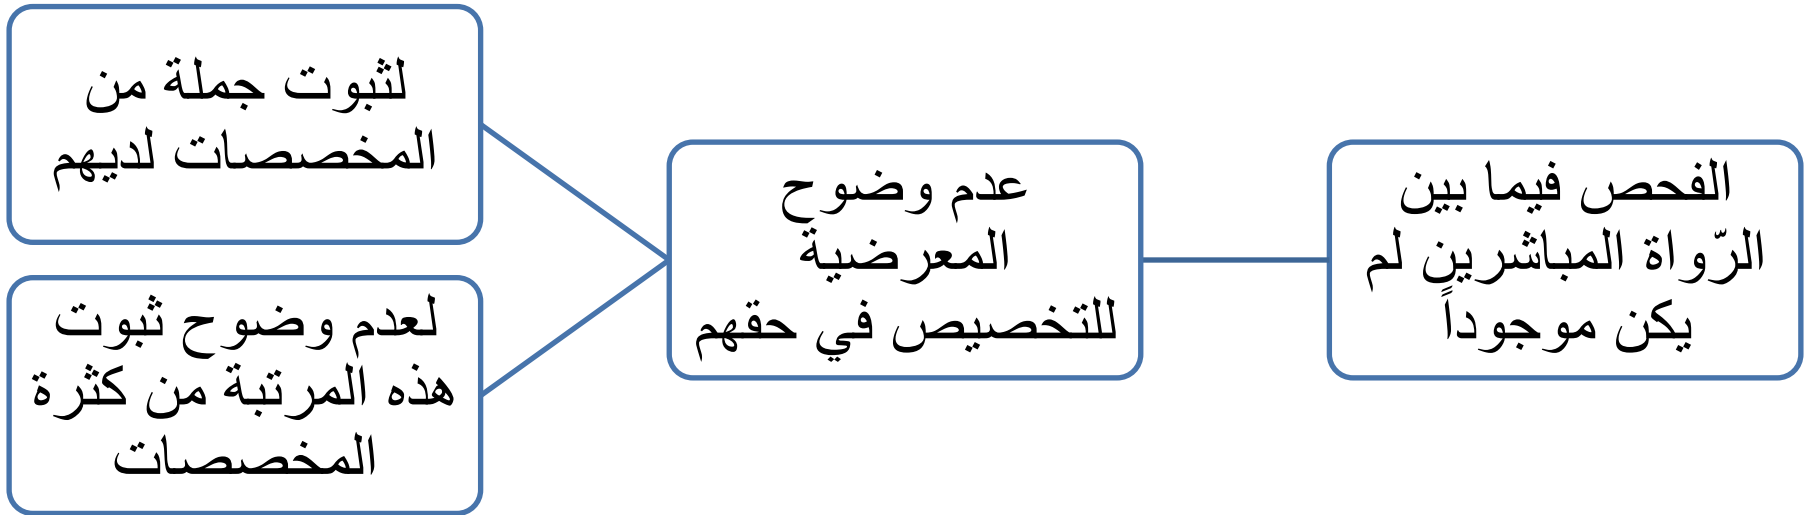 الفحص فيما بين
الرّواة المباشرين لم
يكن موجوداً
عدم وضوح
المعرضية
للتخصيص في حقهم
لثبوت جملة من
المخصصات لديهم
لعدم وضوح ثبوت
هذه المرتبة من كثرة
المخصصات